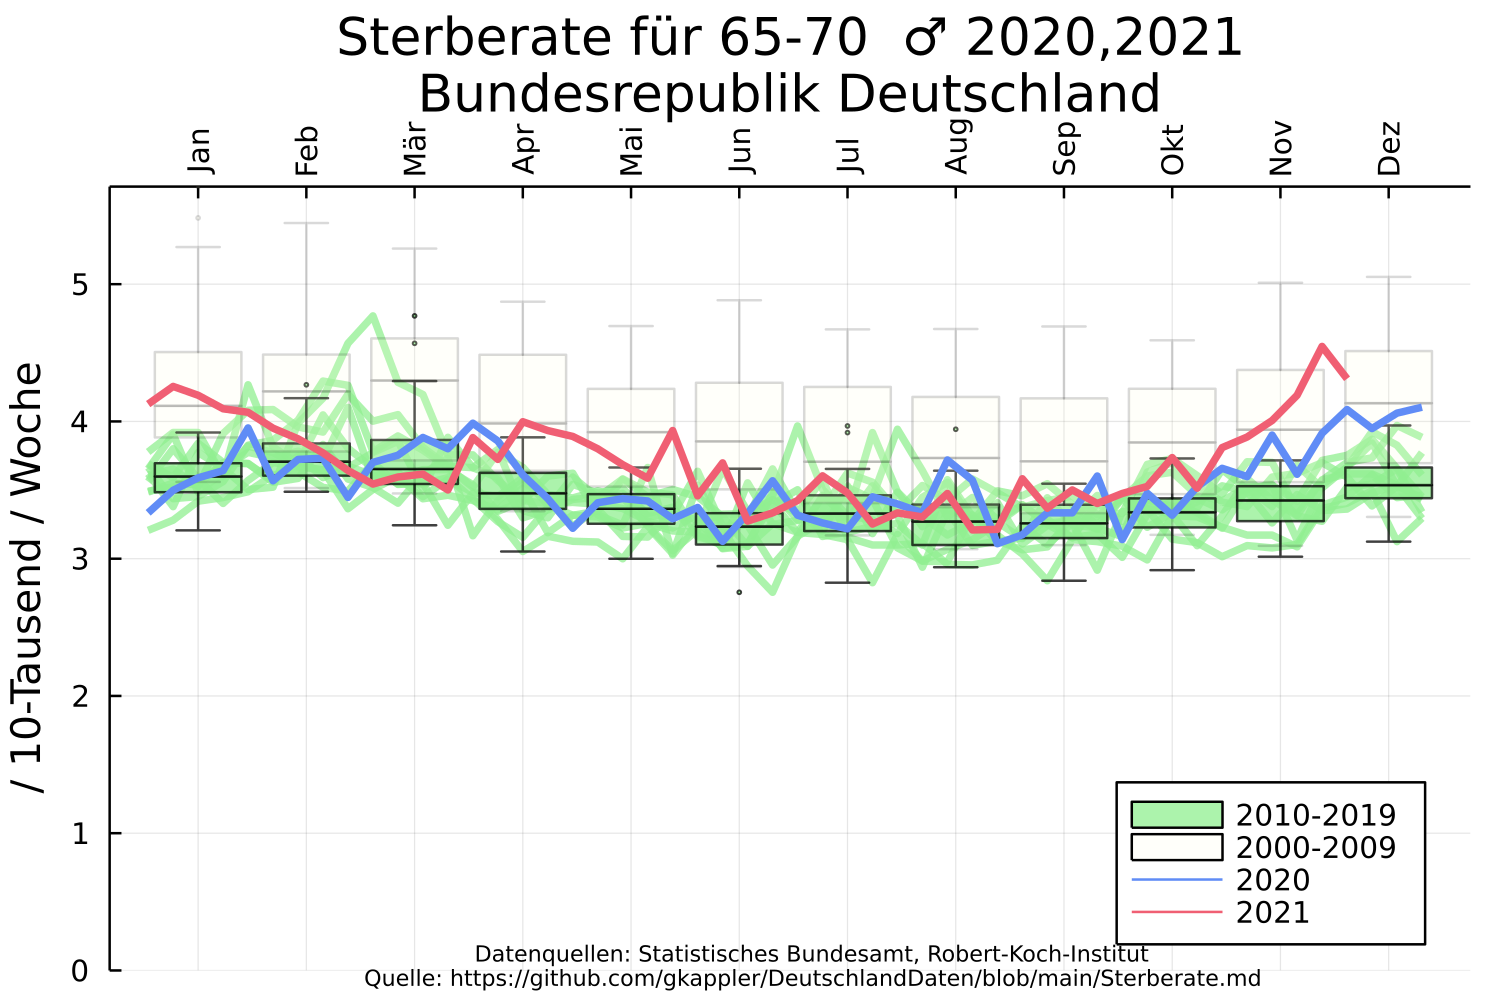 Sterberate für 65-70 ♂ 2020,2021
Bundesrepublik Deutschland
Jan
Feb
Mär
Apr
Mai
Jun
Jul
Aug
Sep
Okt
Nov
Dez
/ 10-Tausend / Woche
5
4
3
2
1
0
2010-2019
2000-2009
2020
2021
Datenquellen: Statistisches Bundesamt, Robert-Koch-Institut
Quelle: https://github.com/gkappler/DeutschlandDaten/blob/main/Sterberate.md